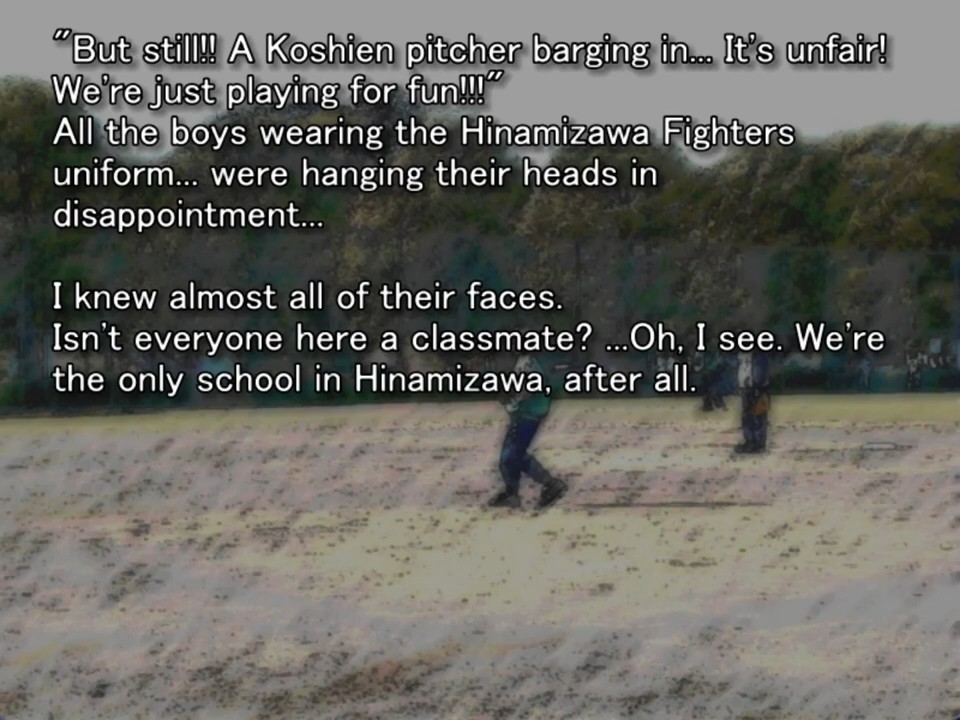 "But still!! A Koshien pitcher barging in... It's unfair!
We're just playing for fun!!!"
All the boys wearing the Hinamizawa Fighters
uniform... were hanging their heads in
disappointment...
I knew almost all of their faces.
Isn't everyone here a classmate? ...Oh, I see. We're
the only school in Hinamizawa, after all.